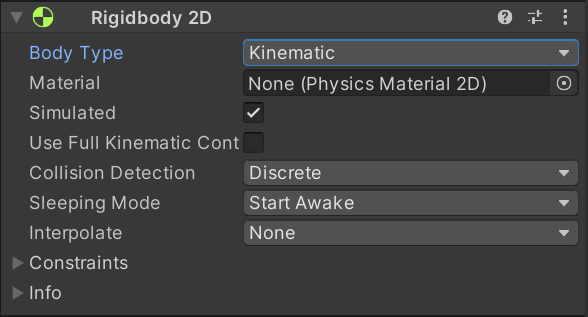 Rigidbody 2D
Body Type Kinematic
Material None (Physics Material 2D)
Simulated
Use Full Kinematic Cont
Collision Detection Discrete
Sleeping Mode Start Awake
Interpolate None
Constraints
Info